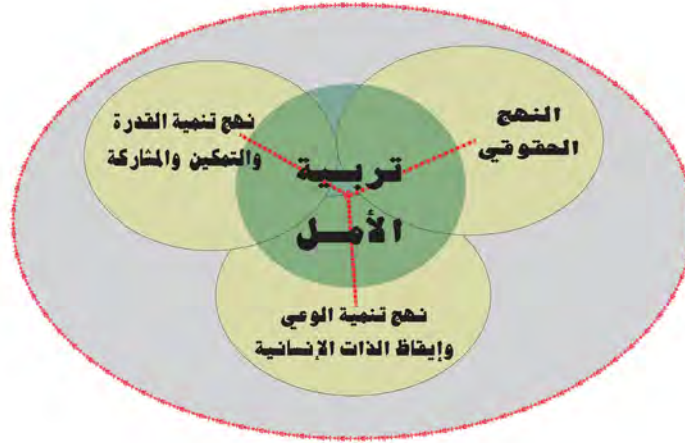 النهج
الحقوقي
نهج تنمية القدرة
والتمكين والمشاركة
تربية
الأمل
نهج تنمية الوعي
وإيقاظ الذات الإنسانية